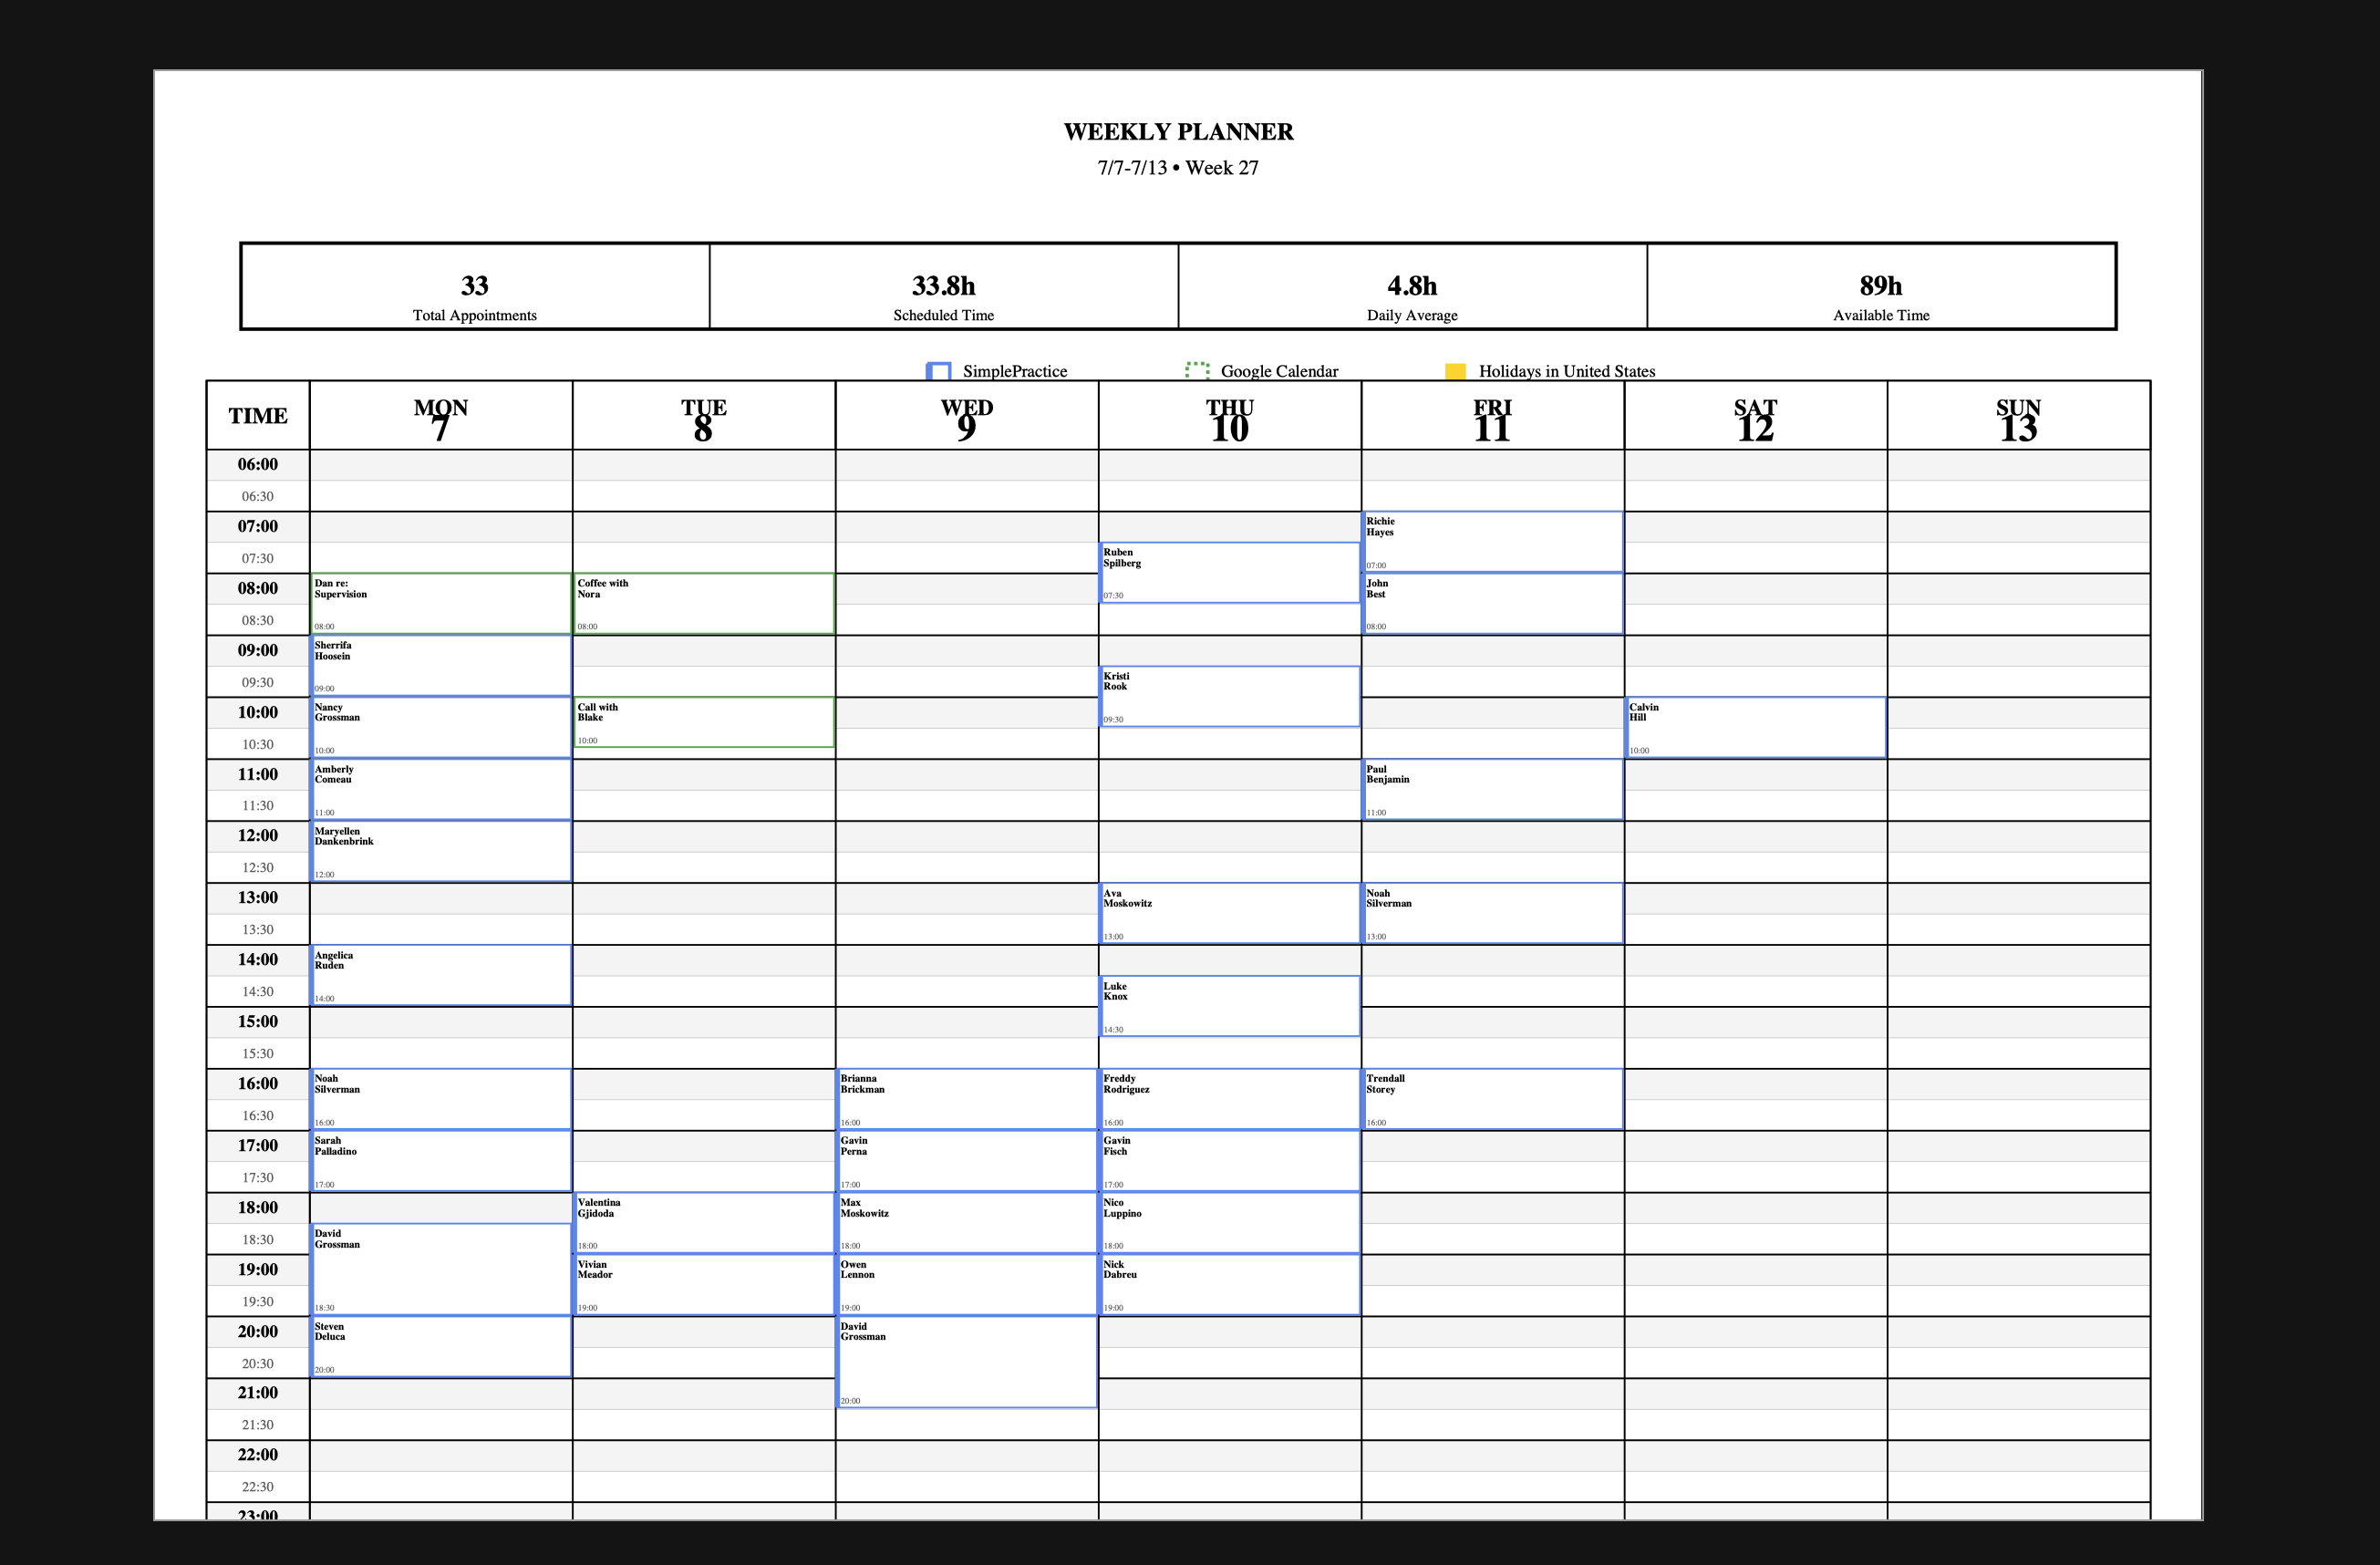 WEEKLY PLANNER
7/7-7/13 • Week 27
33
Total Appointments
33.8h
Scheduled Time
4.8h
Daily Average
89h
Available Time
SimplePractice
Google Calendar
Holidays in United States
TIME
MON
7
TUE
8
WED
9
THU
10
FRI
11
SAT
12
SUN
13
06:00
06:30
07:00
Richie
Hayes
07:00
07:30
Ruben
Spilberg
07:30
08:00
Dan re:
Supervision
08:00
Coffee with
Nora
08:00
John
Best
08:00
08:30
09:00
Sherrifa
Hoosein
09:00
09:30
Kristi
Rook
09:30
10:00
Nancy
Grossman
10:00
Call with
Blake
10:00
Calvin
Hill
10:00
10:30
11:00
Amberly
Comeau
11:00
Paul
Benjamin
11:00
11:30
12:00
Maryellen
Dankenbrink
12:00
12:30
13:00
Ava
Moskowitz
13:00
Noah
Silverman
13:00
13:30
14:00
Angelica
Ruden
14:00
14:30
Luke
Knox
14:30
15:00
15:30
16:00
Noah
Silverman
16:00
Brianna
Brickman
16:00
Freddy
Rodriguez
16:00
Trendall
Storey
16:00
16:30
17:00
Sarah
Palladino
17:00
Gavin
Perna
17:00
Gavin
Fisch
17:00
17:30
18:00
Valentina
Gjidoda
18:00
Max
Moskowitz
18:00
Nico
Luppino
18:00
18:30
David
Grossman
18:30
19:00
Vivian
Meador
19:00
Owen
Lennon
19:00
Nick
Dabreu
19:00
19:30
20:00
Steven
Deluca
20:00
David
Grossman
20:00
20:30
21:00
21:30
22:00
22:30
23:00